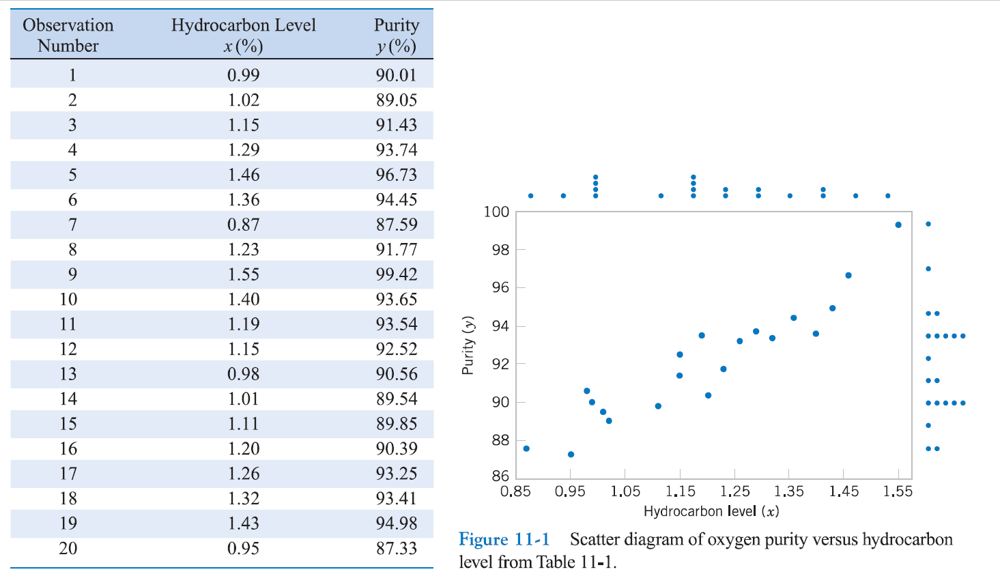 Observation Hydrocarbon Level Purity
Number x (%) y (%)
1 0.99 90.01
2 1.02 89.05
3 1.15 91.43
4 1.29 93.74
5 1.46 96.73
6 1.36 94.45
7 0.87 87.59
8 1.23 91.77
9 1.55 99.42
10 1.40 93.65
11 1.19 93.54
12 1.15 92.52
13 0.98 90.56
14 1.01 89.54
15 1.11 89.85
16 1.20 90.39
17 1.26 93.25
18 1.32 93.41
19 1.43 94.98
20 0.95 87.33
100
98
96
94
92
90
88
86
Purity (y)
0.85 0.95 1.05 1.15 1.25 1.35 1.45 1.55
Hydrocarbon level (x)
Figure 11-1 Scatter diagram of oxygen purity versus hydrocarbon
level from Table 11-1.